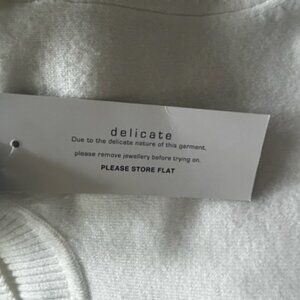 delicate
Due to the delicate nature of this garment,
please remove jewellery before trying on.
PLEASE STORE FLAT